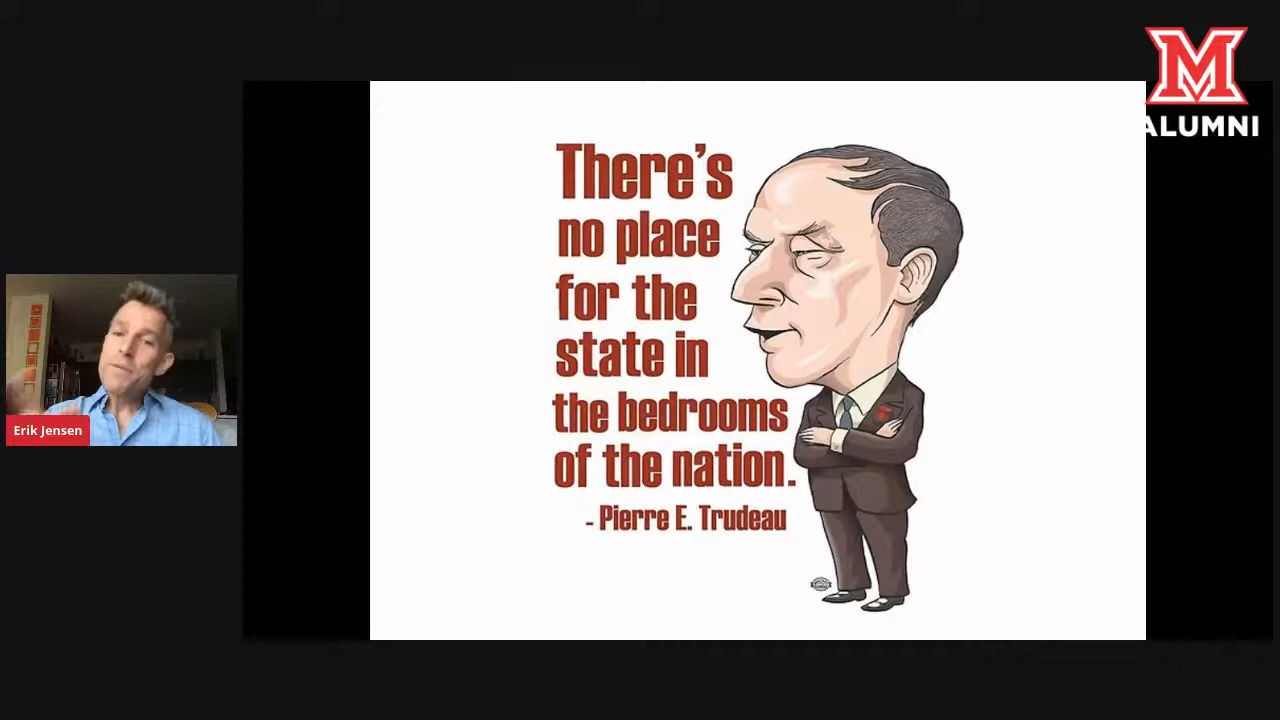 M
ALUMNI
There's
no place
for the
state in
the bedrooms
of the nation.
- Pierre E. Trudeau
Erik Jensen